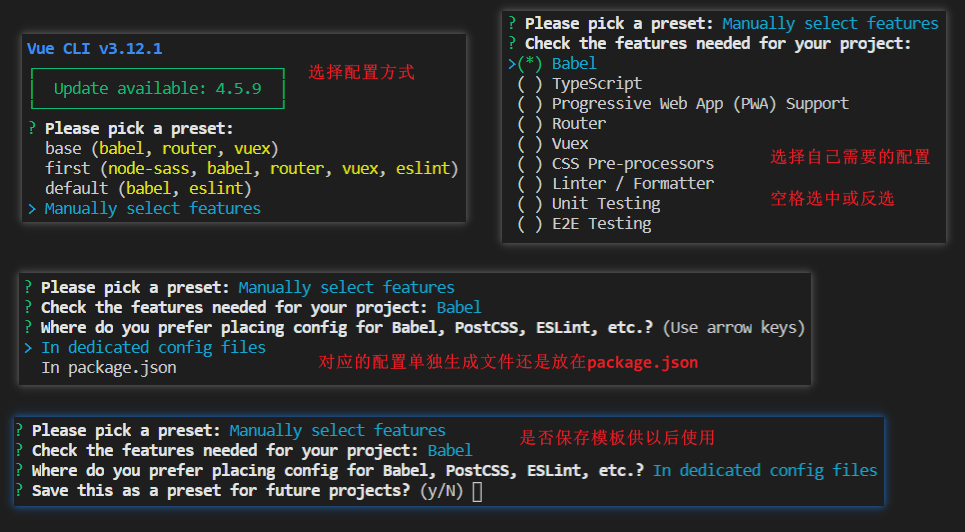 Vue CLI v3.12.1
Update available: 4.5.9
选择配置方式
? Please pick a preset:
base (babel, router, vuex)
first (node-sass, babel, router, vuex, eslint)
default (babel, eslint)
> Manually select features
? Please pick a preset: Manually select features
? Check the features needed for your project:
>(*) Babel
( ) TypeScript
( ) Progressive Web App (PWA) Support
( ) Router
( ) Vuex
( ) CSS Pre-processors
( ) Linter / Formatter
( ) Unit Testing
( ) E2E Testing
选择自己需要的配置
空格选中或反选
? Please pick a preset: Manually select features
? Check the features needed for your project: Babel
? Where do you prefer placing config for Babel, PostCSS, ESLint, etc.? (Use arrow keys)
> In dedicated config files
In package.json
对应的配置单独生成文件还是放在package.json
? Please pick a preset: Manually select features
是否保存模板供以后使用
? Check the features needed for your project: Babel
? Where do you prefer placing config for Babel, PostCSS, ESLint, etc.? In dedicated config files
? Save this as a preset for future projects? (y/N)